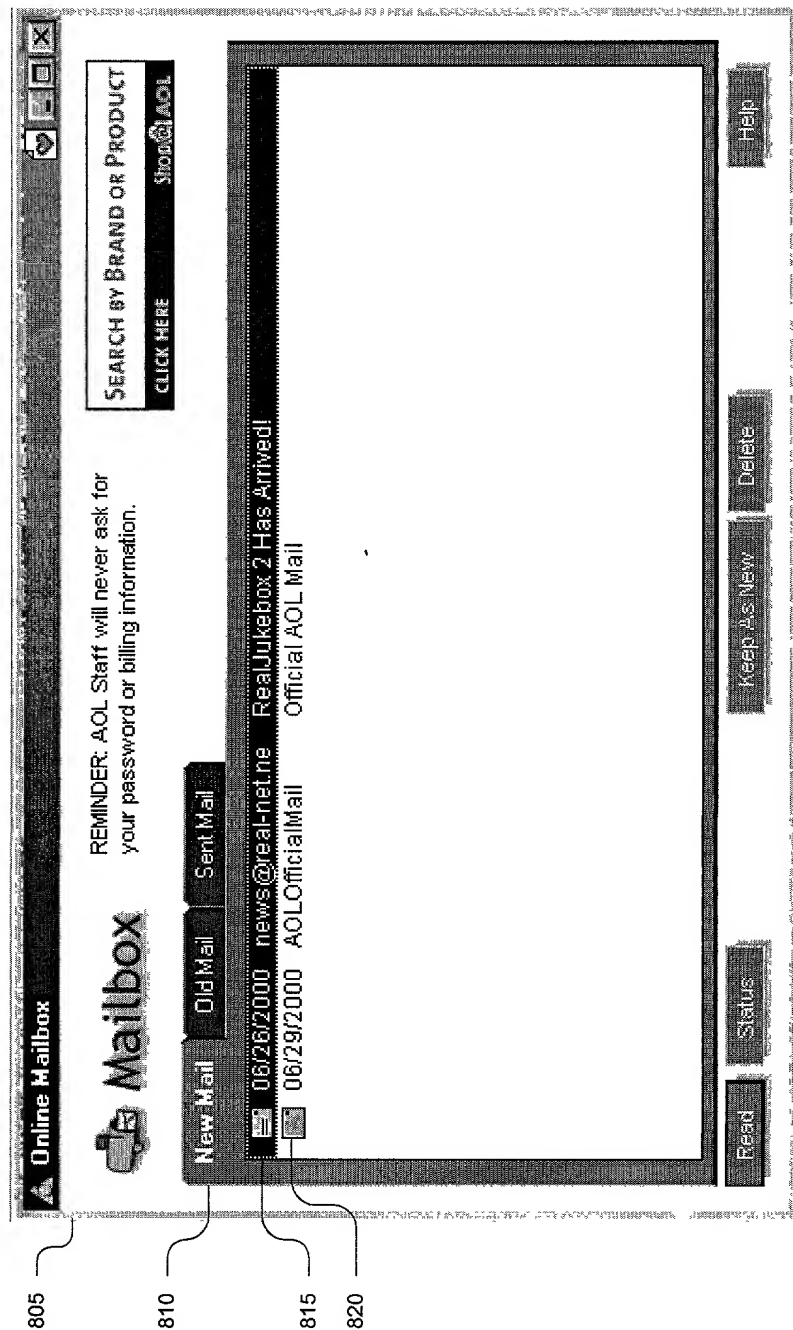 Online Mailbox
Mailbox
REMINDER: AOL Staff will never ask for
your password or billing information.
SEARCH BY BRAND OR PRODUCT
CLICK HERE Shop@AOL
New Mail Old Mail Sent Mail
06/26/2000 news@real-net.ne RealJukebox 2 Has Arrived!
06/29/2000 AOLOfficialMail Official AOL Mail
Read Status Keep As New Delete Help
805
810
815
820